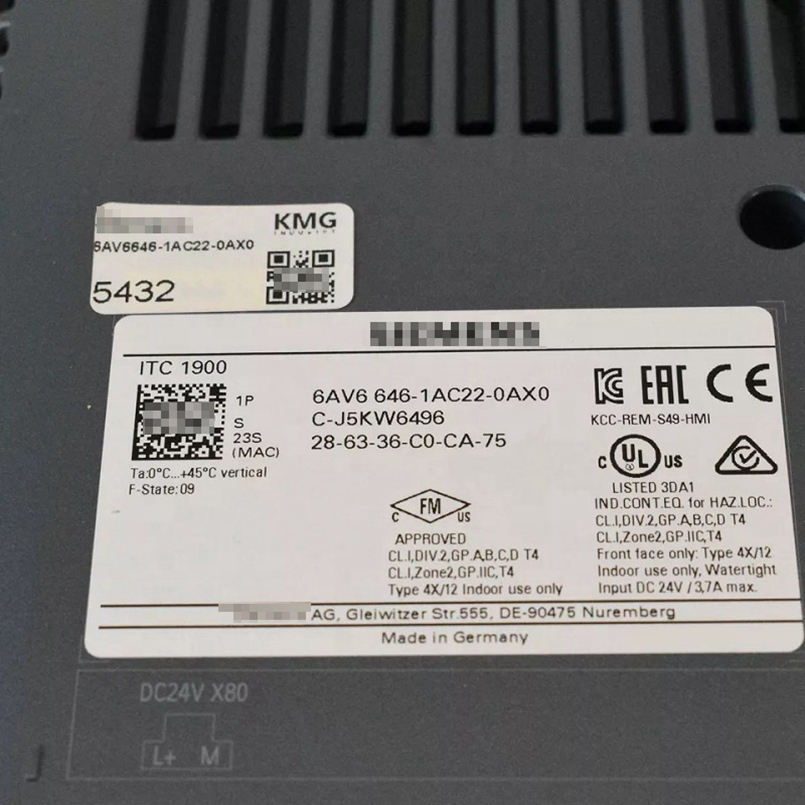 KMG
6AV6646-1AC22-0AX0
5432
ITC 1900
1P 6AV6 646-1AC22-0AX0
S C-J5KW6496
23S 28-63-36-C0-CA-75
(MAC)
Ta:0°C...+45°C vertical
F-State: 09
EAC CE
KCC-REM-S49-HMI
C UL US
LISTED 3DA1
IND.CONT.EQ. for HAZ.LOC.:
CL.I,DIV.2,GP.A,B,C,D T4
CL.I,Zone2,GP.IIC,T4
Front face only: Type 4X/12
Indoor use only, Watertight
Input DC 24V / 3,7A max.
FM
C US
APPROVED
CL.I,DIV.2,GP.A,B,C,D T4
CL.I,Zone2,GP.IIC,T4
Type 4X/12 Indoor use only
AG, Gleiwitzer Str.555, DE-90475 Nuremberg
Made in Germany
DC24V X80
L+ M